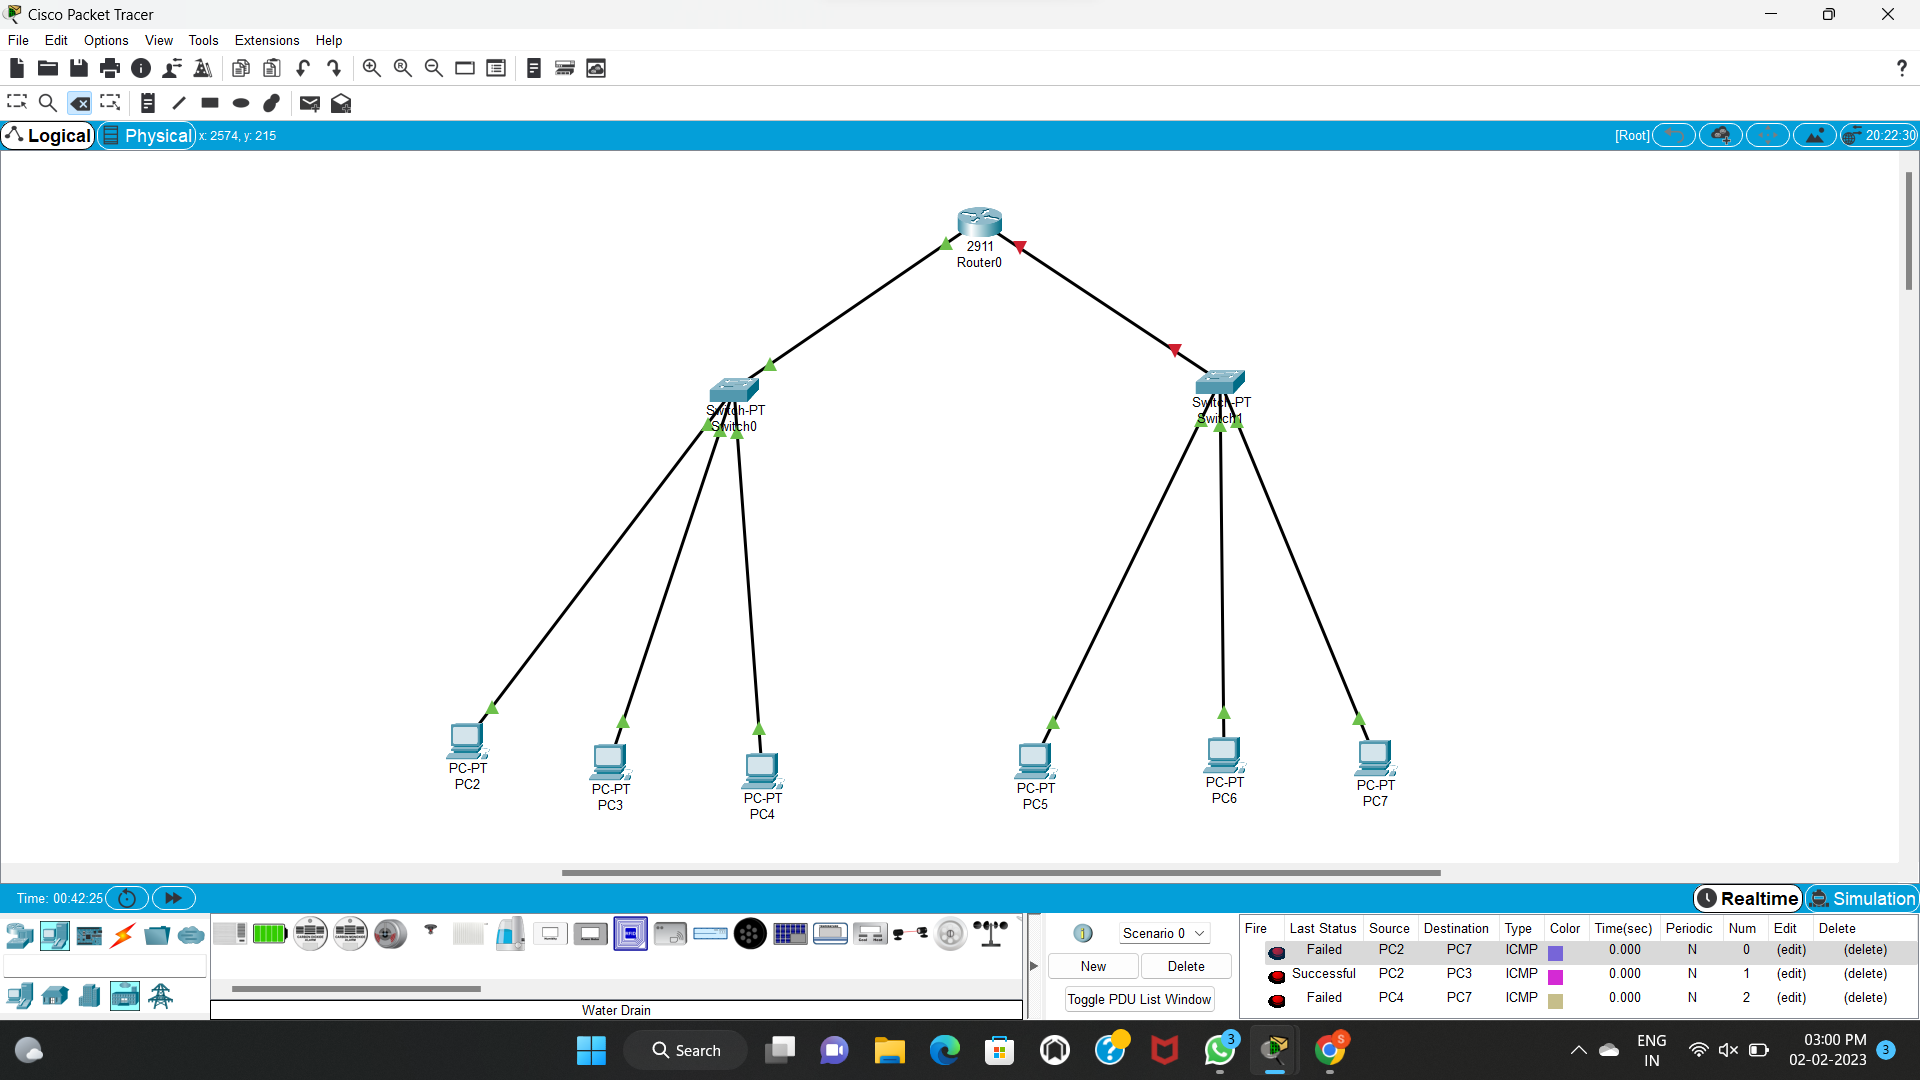 Cisco Packet Tracer
File Edit Options View Tools Extensions Help
?
Logical Physical x: 2574, y: 215 [Root] 20:22:30
2911
Router0
Switch-PT
Switch0
Switch-PT
Switch1
PC-PT
PC2
PC-PT
PC3
PC-PT
PC4
PC-PT
PC5
PC-PT
PC6
PC-PT
PC7
Time: 00:42:25 Realtime Simulation
Scenario 0
New Delete
Toggle PDU List Window
Fire Last Status Source Destination Type Color Time(sec) Periodic Num Edit Delete
Failed PC2 PC7 ICMP 0.000 N 0 (edit) (delete)
Successful PC2 PC3 ICMP 0.000 N 1 (edit) (delete)
Failed PC4 PC7 ICMP 0.000 N 2 (edit) (delete)
Water Drain
Search
3
S
ENG
IN
03:00 PM
02-02-2023
3